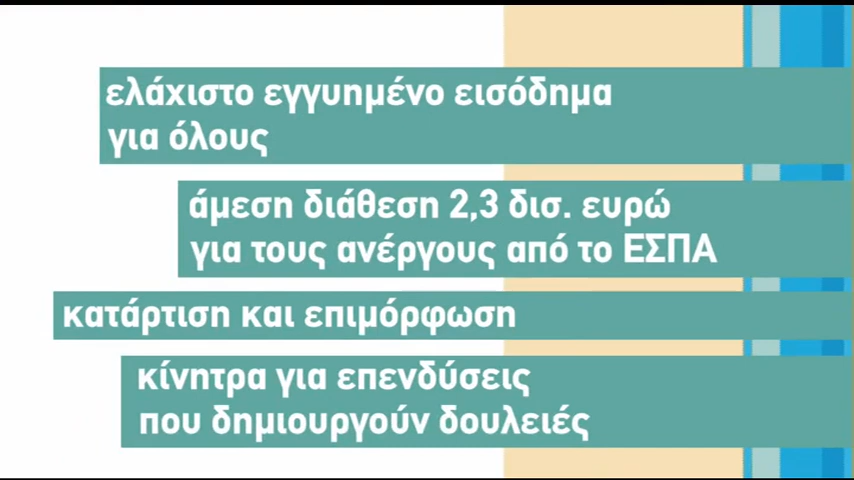 ελάχιστο εγγυημένο εισόδημα
για όλους
άμεση διάθεση 2,3 δισ. ευρώ
για τους ανέργους από το ΕΣΠΑ
κατάρτιση και επιμόρφωση
κίνητρα για επενδύσεις
που δημιουργούν δουλειές